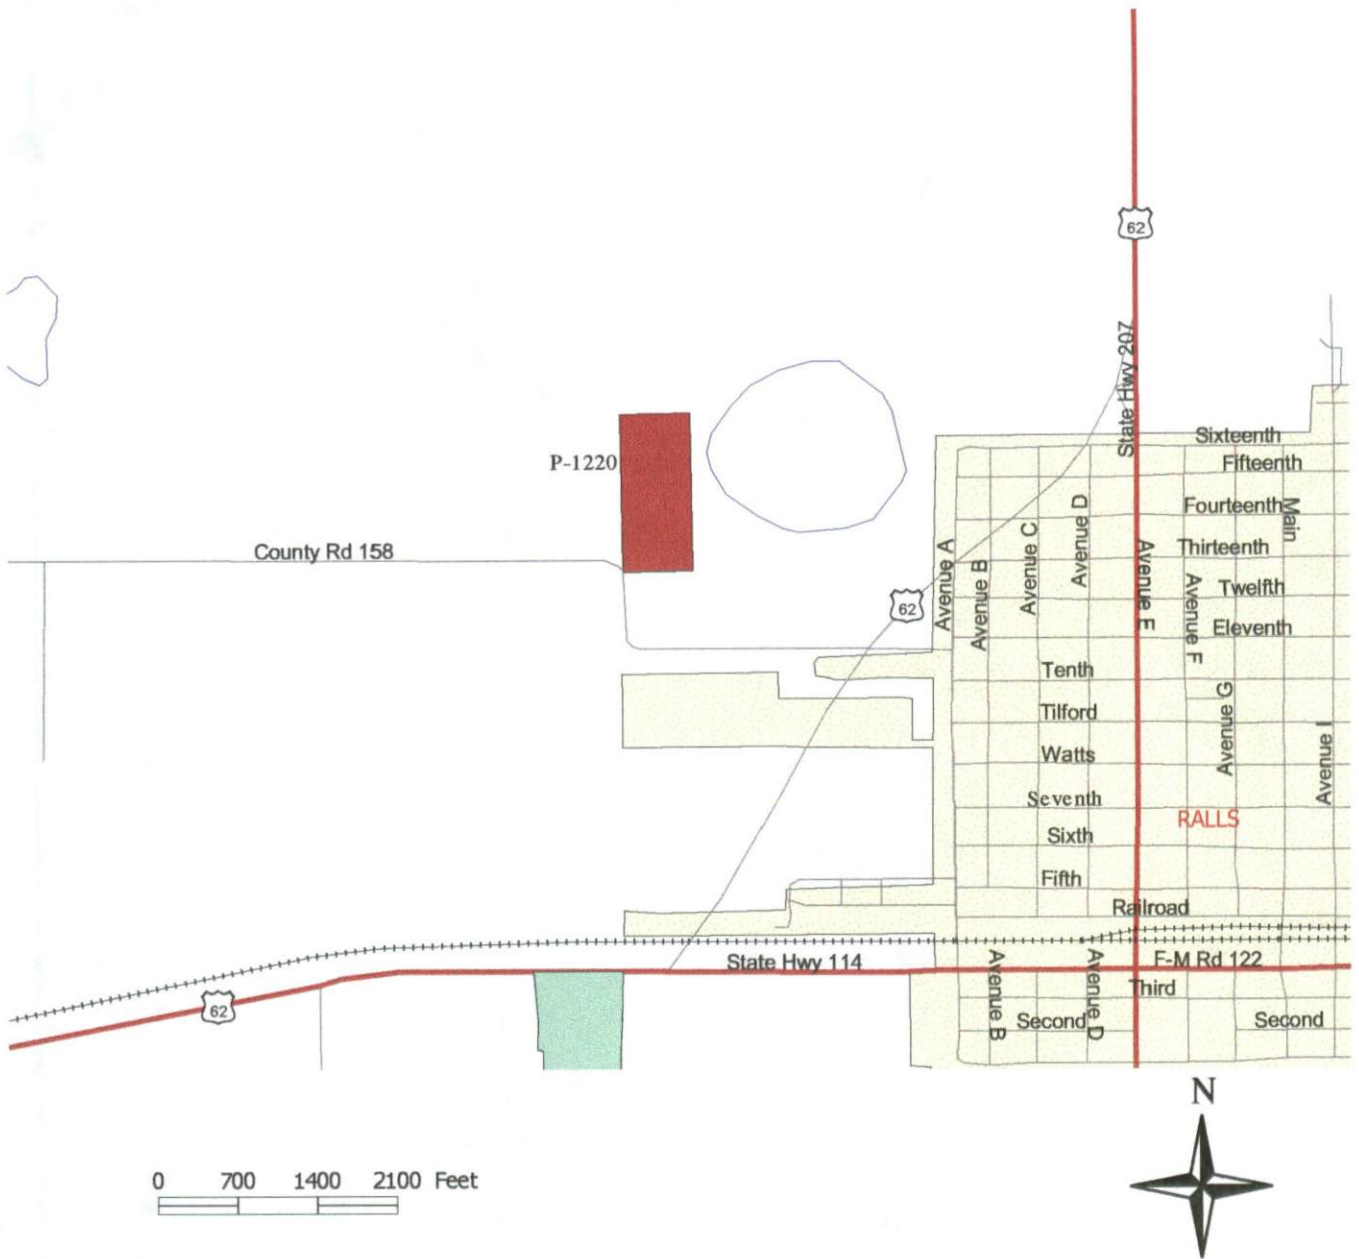 62
State Hwy 207
Sixteenth
P-1220
Fifteenth
Fourteenth
Main
Avenue D
Avenue C
County Rd 158
Thirteenth
Avenue A
Avenue B
Avenue E
Avenue F
Twelfth
62
Eleventh
Tenth
Avenue G
Tilford
Avenue I
Watts
Seventh
RALLS
Sixth
Fifth
Railroad
State Hwy 114
F-M Rd 122
Avenue B
Avenue D
Third
62
Second
Second
N
0 700 1400 2100 Feet